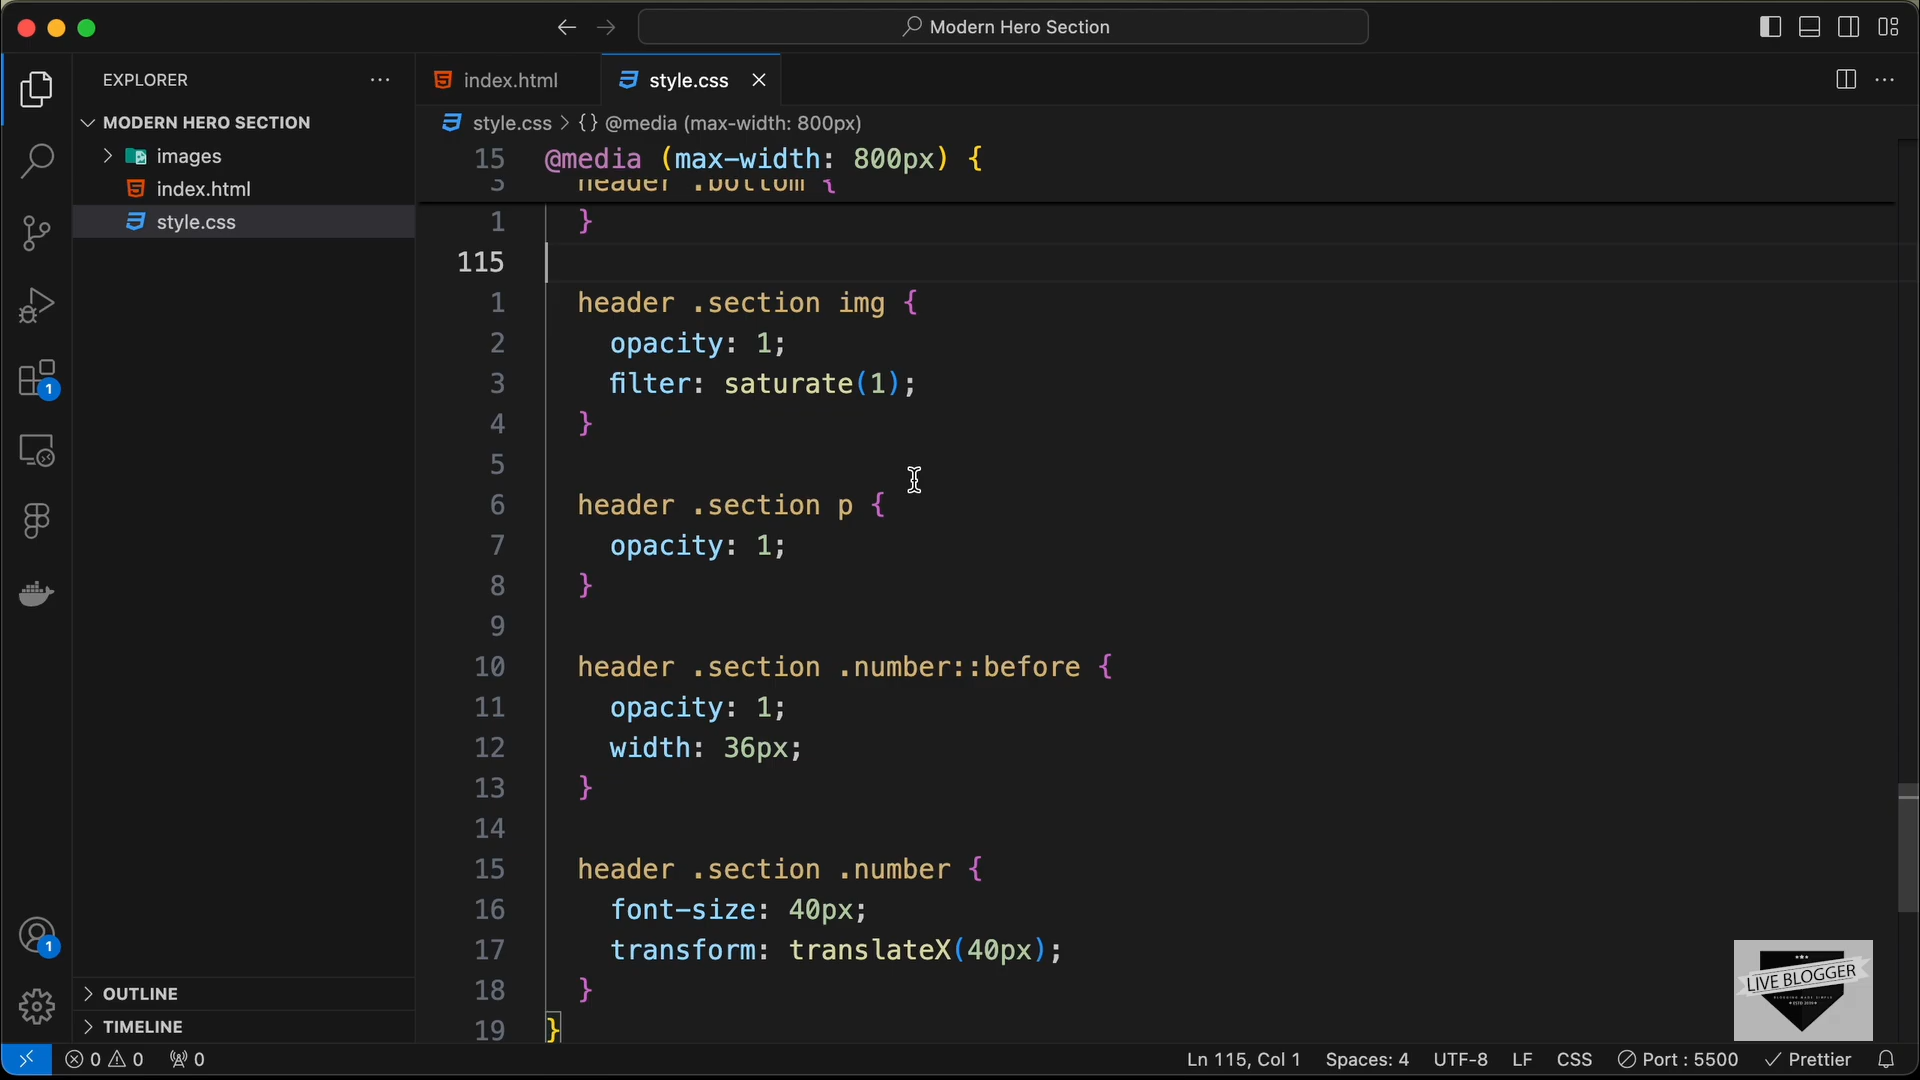 Modern Hero Section
EXPLORER
MODERN HERO SECTION
images
index.html
style.css
OUTLINE
TIMELINE
index.html
style.css
style.css > {} @media (max-width: 800px)
15 @media (max-width: 800px) {
3 header .bottom {
1 }
115
1 header .section img {
2 opacity: 1;
3 filter: saturate(1);
4 }
5
6 header .section p {
7 opacity: 1;
8 }
9
10 header .section .number::before {
11 opacity: 1;
12 width: 36px;
13 }
14
15 header .section .number {
16 font-size: 40px;
17 transform: translateX(40px);
18 }
19 }
1
1
LIVE BLOGGER
0 0 0
Ln 115, Col 1 Spaces: 4 UTF-8 LF CSS Port : 5500 Prettier